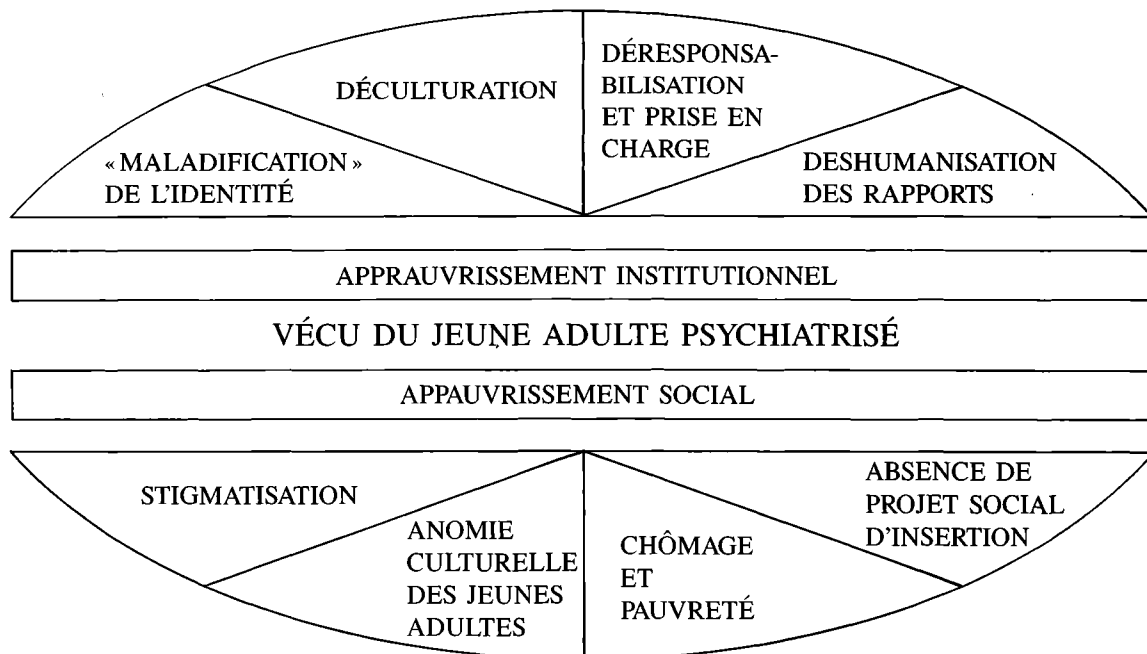 DÉCULTURATION
DÉRESPONSA-
BILISATION
ET PRISE EN
CHARGE
«MALADIFICATION»
DE L'IDENTITÉ
DESHUMANISATION
DES RAPPORTS
APPRAUVRISSEMENT INSTITUTIONNEL
VÉCU DU JEUNE ADULTE PSYCHIATRISÉ
APPAUVRISSEMENT SOCIAL
STIGMATISATION
ANOMIE
CULTURELLE
DES JEUNES
ADULTES
CHÔMAGE
ET
PAUVRETÉ
ABSENCE DE
PROJET SOCIAL
D'INSERTION